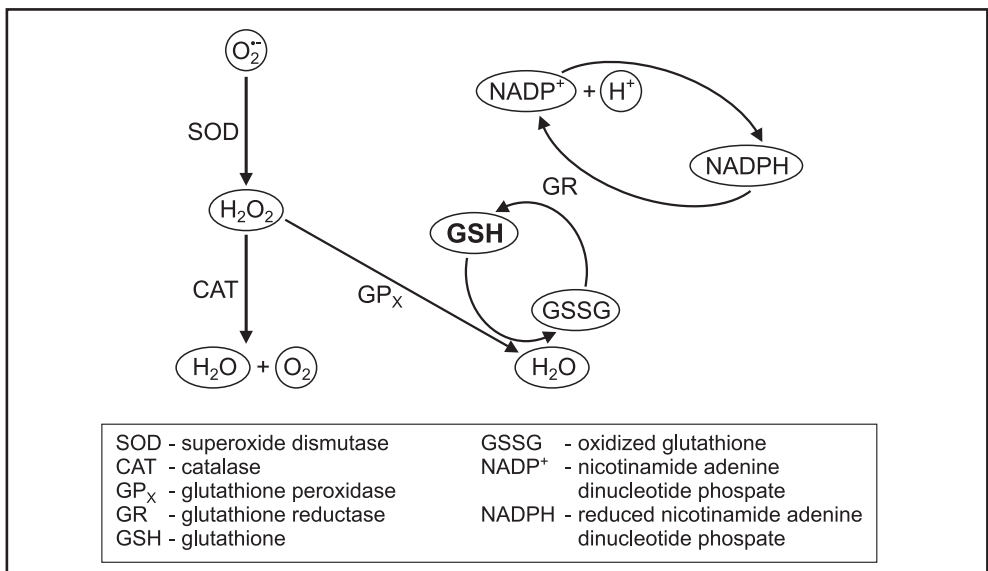 O₂•-
NADP⁺ + H⁺
SOD
NADPH
GR
H₂O₂
GSH
CAT
GPₓ
GSSG
H₂O + O₂
H₂O
SOD - superoxide dismutase
CAT - catalase
GPₓ - glutathione peroxidase
GR - glutathione reductase
GSH - glutathione
GSSG - oxidized glutathione
NADP⁺ - nicotinamide adenine
dinucleotide phospate
NADPH - reduced nicotinamide adenine
dinucleotide phospate